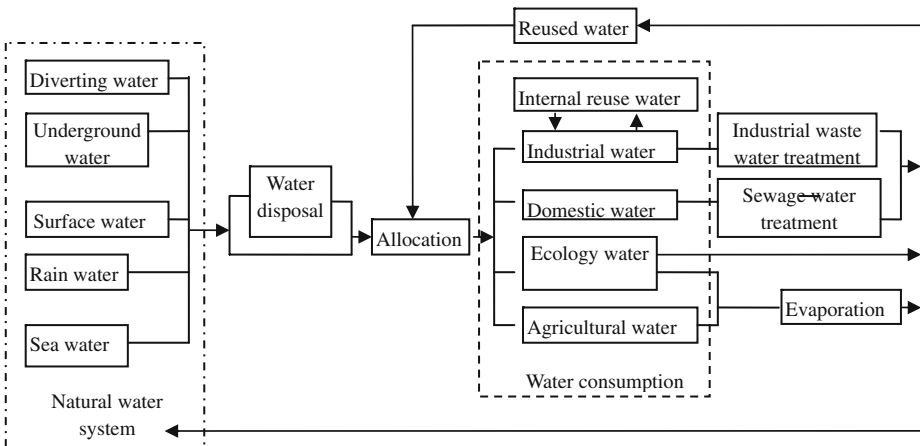 Reused water
Diverting water
Underground
water
Surface water
Rain water
Sea water
Natural water
system
Water
disposal
Allocation
Internal reuse water
Industrial water
Domestic water
Ecology water
Agricultural water
Water consumption
Industrial waste
water treatment
Sewage water
treatment
Evaporation